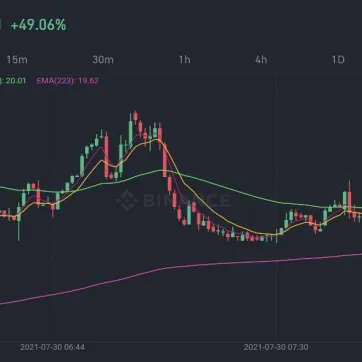 +49.06%
15m 30m 1h 4h 1D
): 20.01 EMA(223): 19.62
BINANCE
2021-07-30 06:44 2021-07-30 07:30